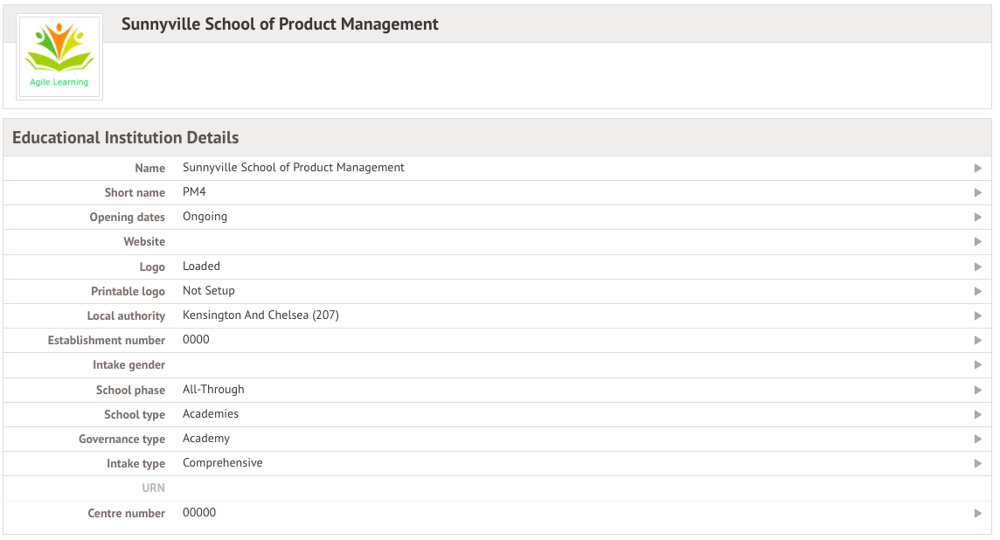 Sunnyville School of Product Management
Agile Learning
Educational Institution Details
Name Sunnyville School of Product Management
Short name PM4
Opening dates Ongoing
Website
Logo Loaded
Printable logo Not Setup
Local authority Kensington And Chelsea (207)
Establishment number 0000
Intake gender
School phase All-Through
School type Academies
Governance type Academy
Intake type Comprehensive
URN
Centre number 00000